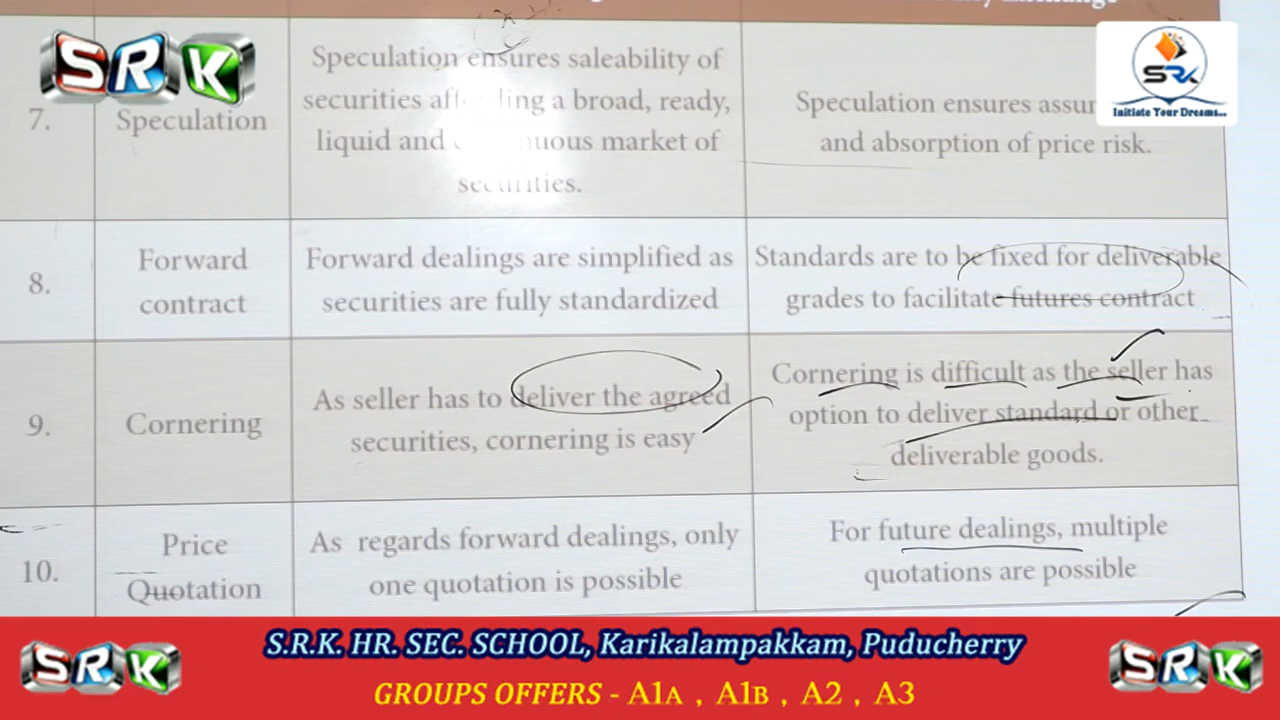 SRK
SRK
Initiate Your Dreams...
7.
Speculation
Speculation ensures saleability of
securities a ing a broad, ready,
liquid and nuous market of
securities.
Speculation ensures
and absorption of price risk.
8.
Forward
contract
Forward dealings are simplified as
securities are fully standardized
Standards are to be fixed for deliverable
grades to facilitate futures contract
9.
Cornering
As seller has to deliver the agreed
securities, cornering is easy
Cornering is difficult as the seller has
option to deliver standard or other
deliverable goods.
10.
Price
Quotation
As regards forward dealings, only
one quotation is possible
For future dealings, multiple
quotations are possible
SRK
S.R.K. HR. SEC. SCHOOL, Karikalampakkam, Puducherry
GROUPS OFFERS - A1A , A1B , A2 , A3
SRK